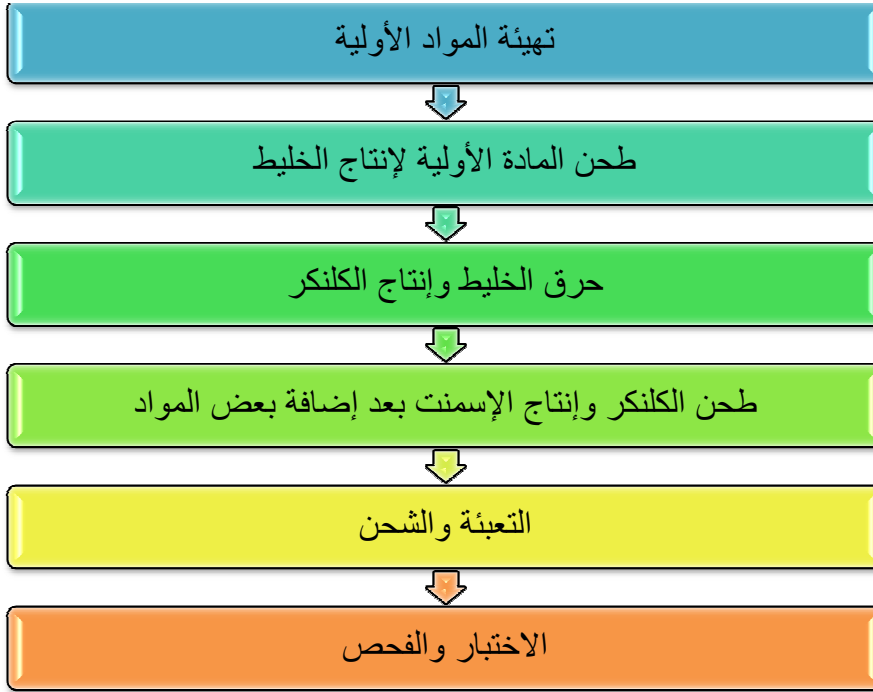 تهيئة المواد الأولية
طحن المادة الأولية لإنتاج الخليط
حرق الخليط وإنتاج الكلنكر
طحن الكلنكر وإنتاج الإسمنت بعد إضافة بعض المواد
التعبئة والشحن
الاختبار والفحص